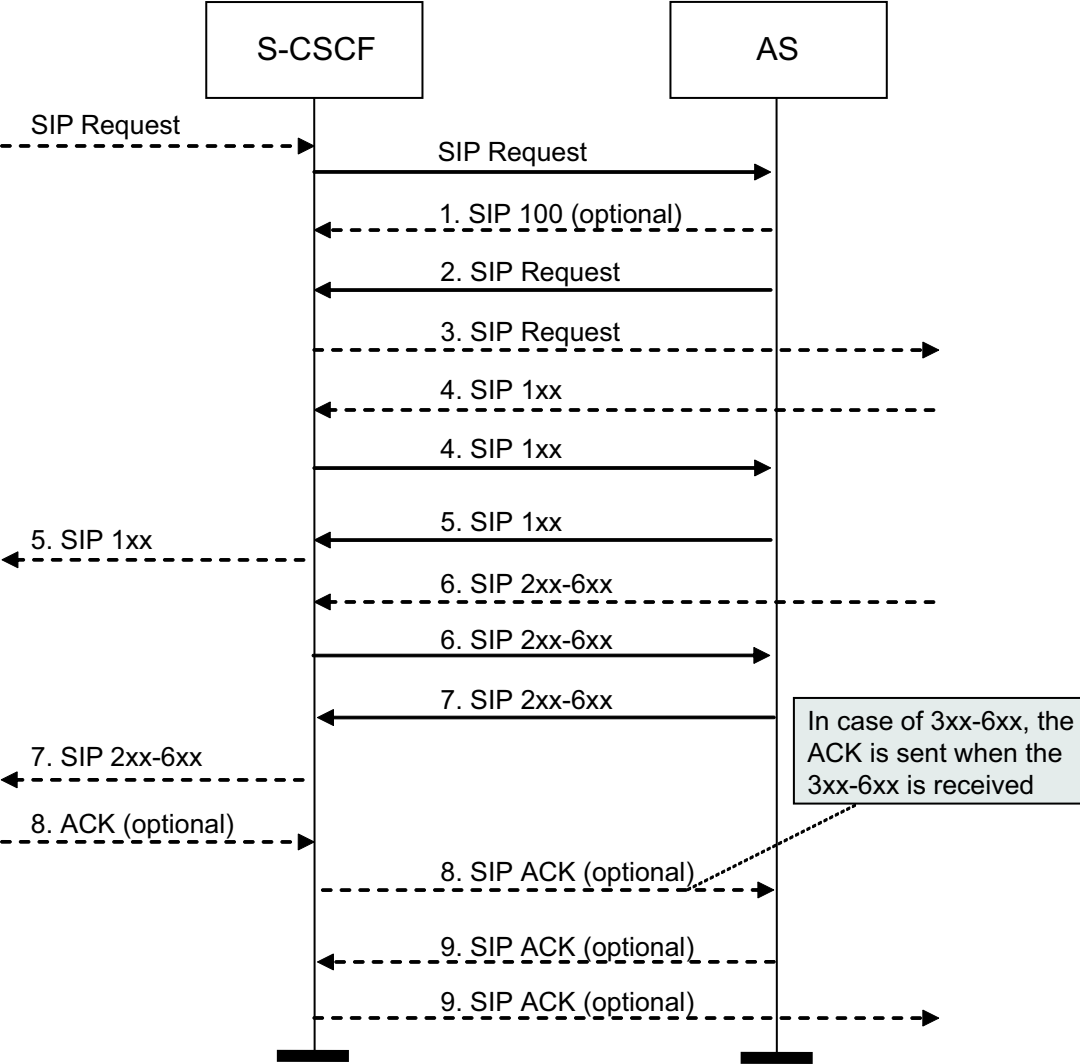 S-CSCF
AS
SIP Request
SIP Request
1. SIP 100 (optional)
2. SIP Request
3. SIP Request
4. SIP 1xx
4. SIP 1xx
5. SIP 1xx
5. SIP 1xx
6. SIP 2xx-6xx
6. SIP 2xx-6xx
7. SIP 2xx-6xx
In case of 3xx-6xx, the
ACK is sent when the
3xx-6xx is received
7. SIP 2xx-6xx
8. ACK (optional)
8. SIP ACK (optional)
9. SIP ACK (optional)
9. SIP ACK (optional)